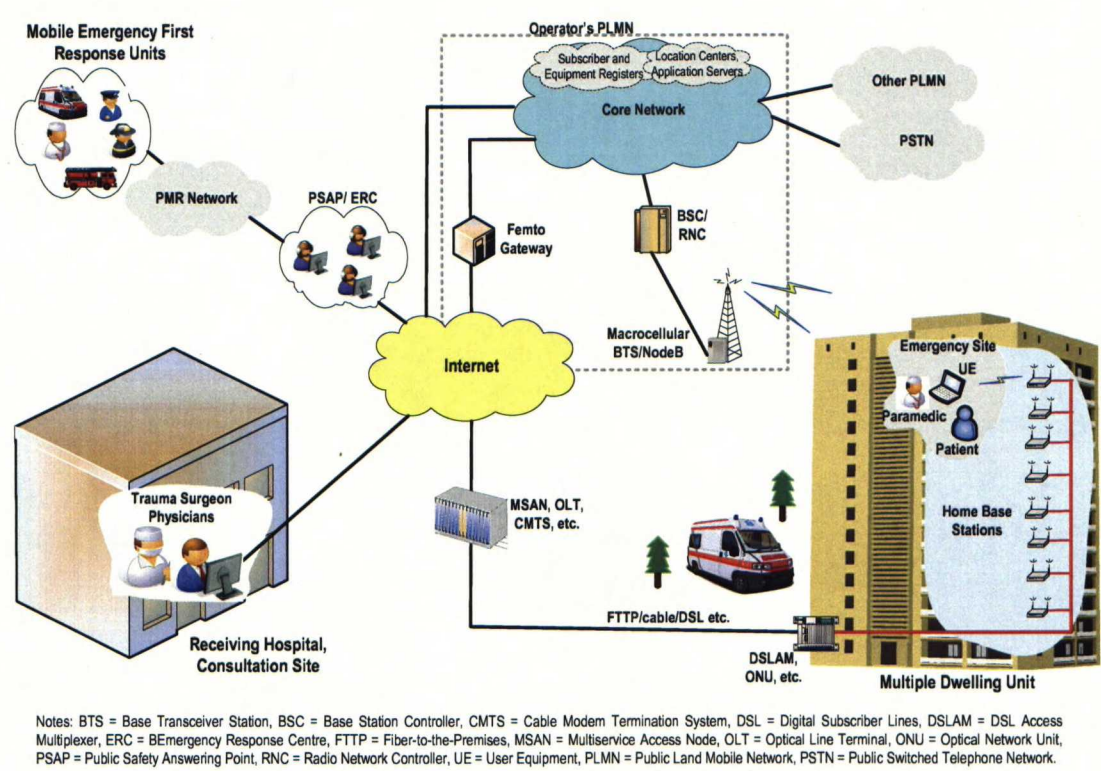 Mobile Emergency First
Response Units
Operator's PLMN
Subscriber and
Equipment Registers
Location Centers,
Application Servers
Core Network
Other PLMN
PSTN
PMR Network
PSAP/ ERC
Femto
Gateway
BSC/
RNC
Macrocellular
BTS/NodeB
Internet
Emergency Site
UE
Paramedic
Patient
Home Base
Stations
Trauma Surgeon
Physicians
MSAN, OLT,
CMTS, etc.
FTTP/cable/DSL etc.
DSLAM,
ONU, etc.
Receiving Hospital,
Consultation Site
Multiple Dwelling Unit
Notes: BTS = Base Transceiver Station, BSC = Base Station Controller, CMTS = Cable Modem Termination System, DSL = Digital Subscriber Lines, DSLAM = DSL Access
Multiplexer, ERC = BEmergency Response Centre, FTTP = Fiber-to-the-Premises, MSAN = Multiservice Access Node, OLT = Optical Line Terminal, ONU = Optical Network Unit,
PSAP = Public Safety Answering Point, RNC = Radio Network Controller, UE = User Equipment, PLMN = Public Land Mobile Network, PSTN = Public Switched Telephone Network.